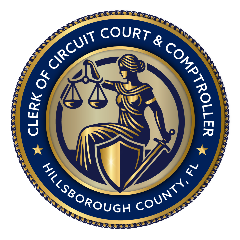 CLERK OF CIRCUIT COURT & COMPTROLLER
HILLSBOROUGH COUNTY, FL